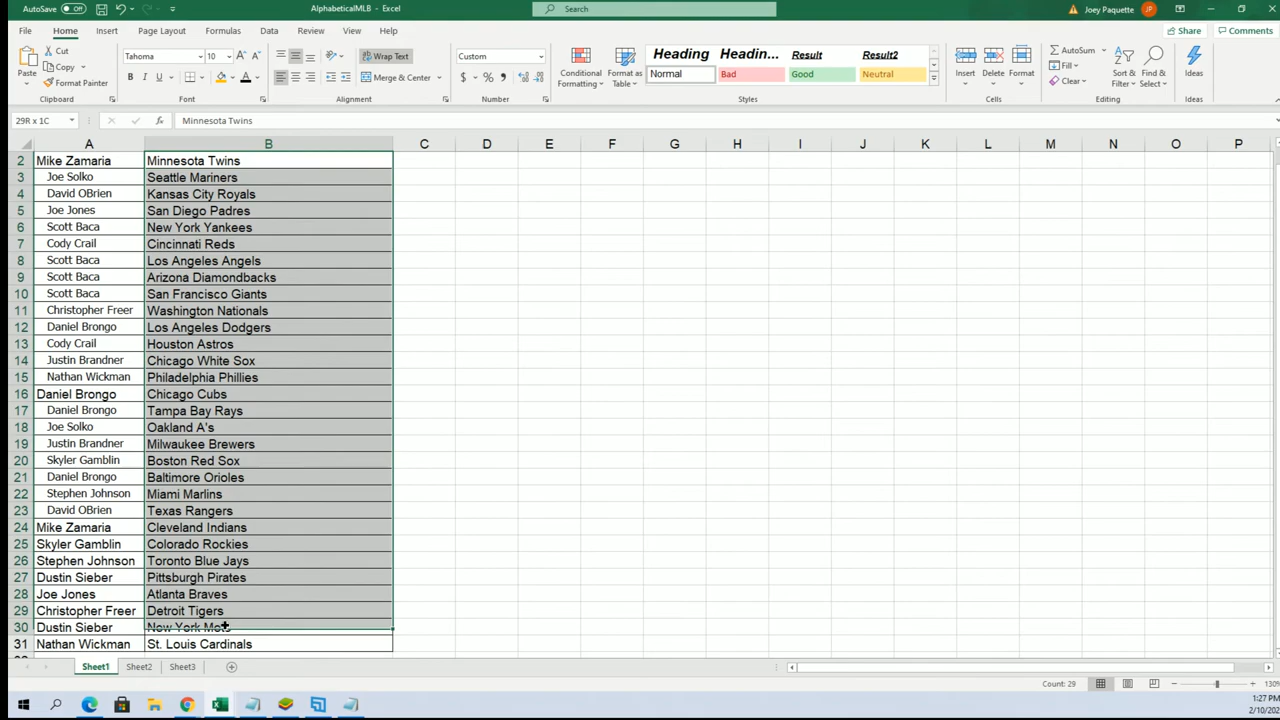 AutoSave Off AlphabeticalMLB - Excel Search Joey Paquette JP
File Home Insert Page Layout Formulas Data Review View Help Share Comments
Paste Cut Copy Format Painter Clipboard
Tahoma 10 B I U A Font
Wrap Text Merge & Center Alignment
Custom $ % Number
Conditional Formatting Format as Table
Heading Headin... Result Result2
Normal Bad Good Neutral Styles
Insert Delete Format Cells
AutoSum Fill Clear Sort & Filter Find & Select Editing
Ideas Ideas
29R x 1C fx Minnesota Twins
A B C D E F G H I J K L M N O P
2 Mike Zamaria Minnesota Twins
3 Joe Solko Seattle Mariners
4 David OBrien Kansas City Royals
5 Joe Jones San Diego Padres
6 Scott Baca New York Yankees
7 Cody Crail Cincinnati Reds
8 Scott Baca Los Angeles Angels
9 Scott Baca Arizona Diamondbacks
10 Scott Baca San Francisco Giants
11 Christopher Freer Washington Nationals
12 Daniel Brongo Los Angeles Dodgers
13 Cody Crail Houston Astros
14 Justin Brandner Chicago White Sox
15 Nathan Wickman Philadelphia Phillies
16 Daniel Brongo Chicago Cubs
17 Daniel Brongo Tampa Bay Rays
18 Joe Solko Oakland A's
19 Justin Brandner Milwaukee Brewers
20 Skyler Gamblin Boston Red Sox
21 Daniel Brongo Baltimore Orioles
22 Stephen Johnson Miami Marlins
23 David OBrien Texas Rangers
24 Mike Zamaria Cleveland Indians
25 Skyler Gamblin Colorado Rockies
26 Stephen Johnson Toronto Blue Jays
27 Dustin Sieber Pittsburgh Pirates
28 Joe Jones Atlanta Braves
29 Christopher Freer Detroit Tigers
30 Dustin Sieber New York Mets
31 Nathan Wickman St. Louis Cardinals
Sheet1 Sheet2 Sheet3
Count: 29 130%
1:27 PM
2/10/202